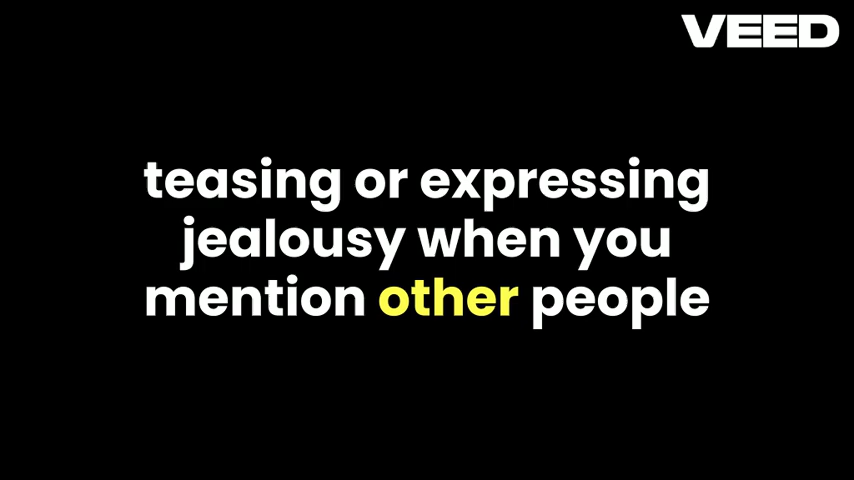 VEED
teasing or expressing
jealousy when you
mention other people